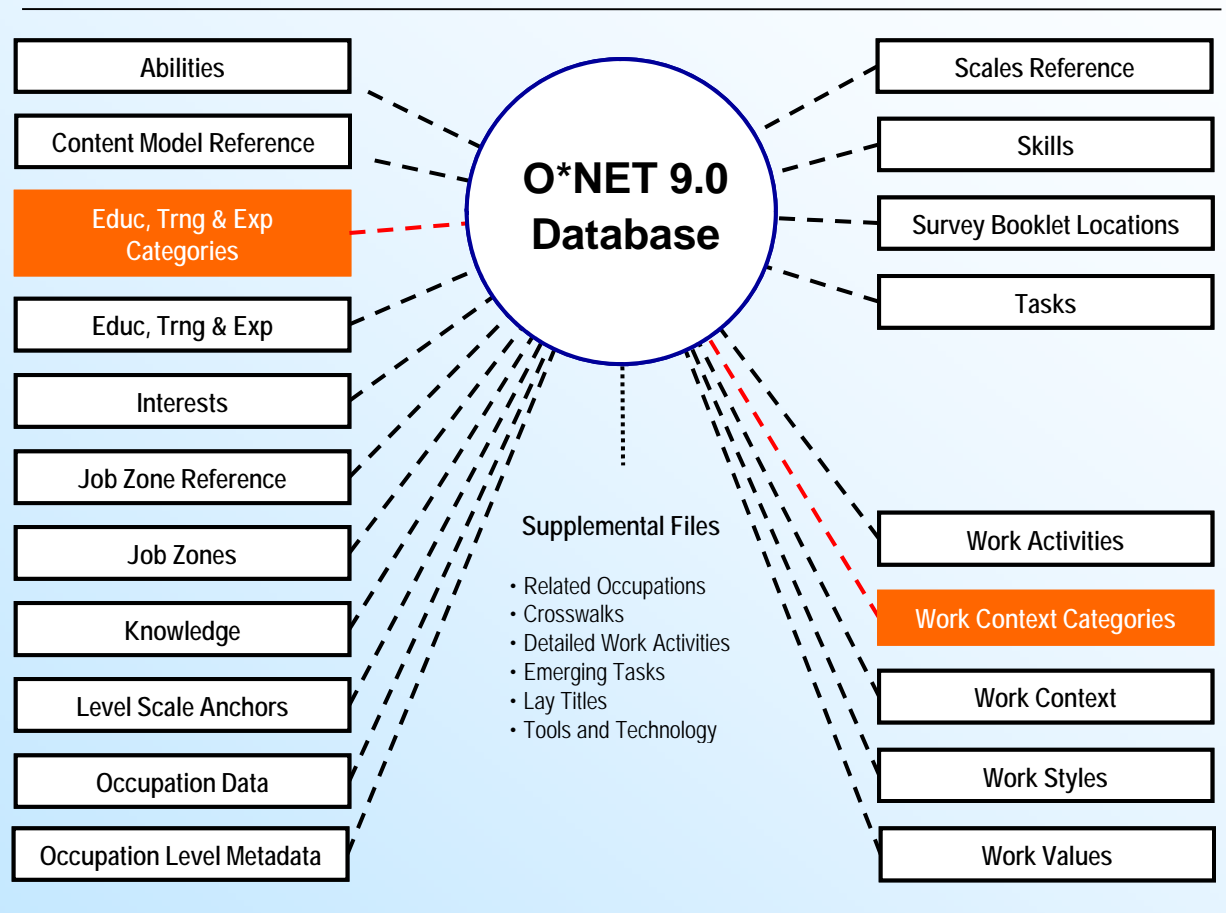 Abilities
Content Model Reference
Educ, Trng & Exp
Categories
Educ, Trng & Exp
Interests
Job Zone Reference
Job Zones
Knowledge
Level Scale Anchors
Occupation Data
Occupation Level Metadata
O*NET 9.0
Database
Supplemental Files
• Related Occupations
• Crosswalks
• Detailed Work Activities
• Emerging Tasks
• Lay Titles
• Tools and Technology
Scales Reference
Skills
Survey Booklet Locations
Tasks
Work Activities
Work Context Categories
Work Context
Work Styles
Work Values